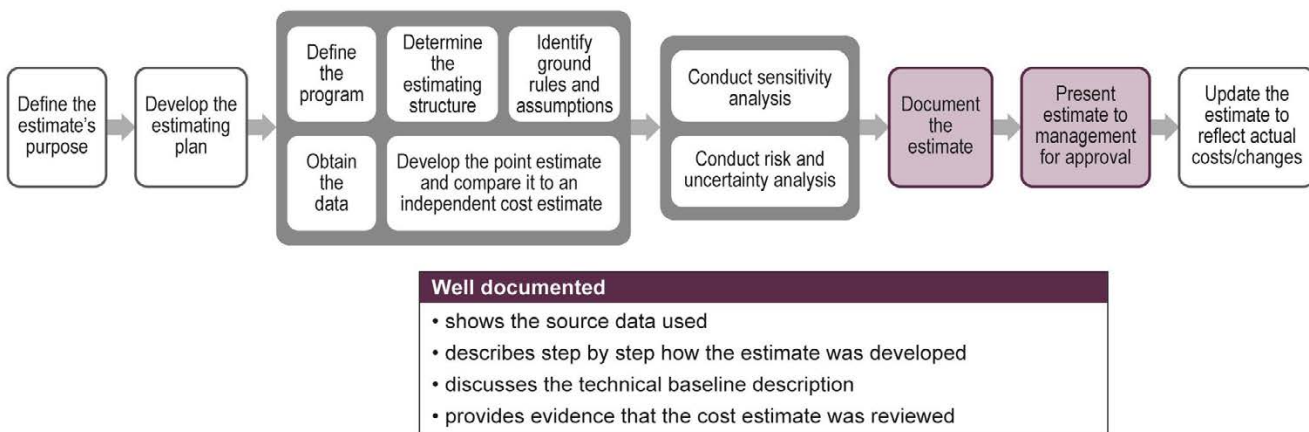 Define the
estimate's
purpose
Develop the
estimating
plan
Define
the
program
Determine
the
estimating
structure
Identify
ground
rules and
assumptions
Obtain
the
data
Develop the point estimate
and compare it to an
independent cost estimate
Conduct sensitivity
analysis
Conduct risk and
uncertainty analysis
Document
the
estimate
Present
estimate to
management
for approval
Update the
estimate to
reflect actual
costs/changes
Well documented
• shows the source data used
• describes step by step how the estimate was developed
• discusses the technical baseline description
• provides evidence that the cost estimate was reviewed